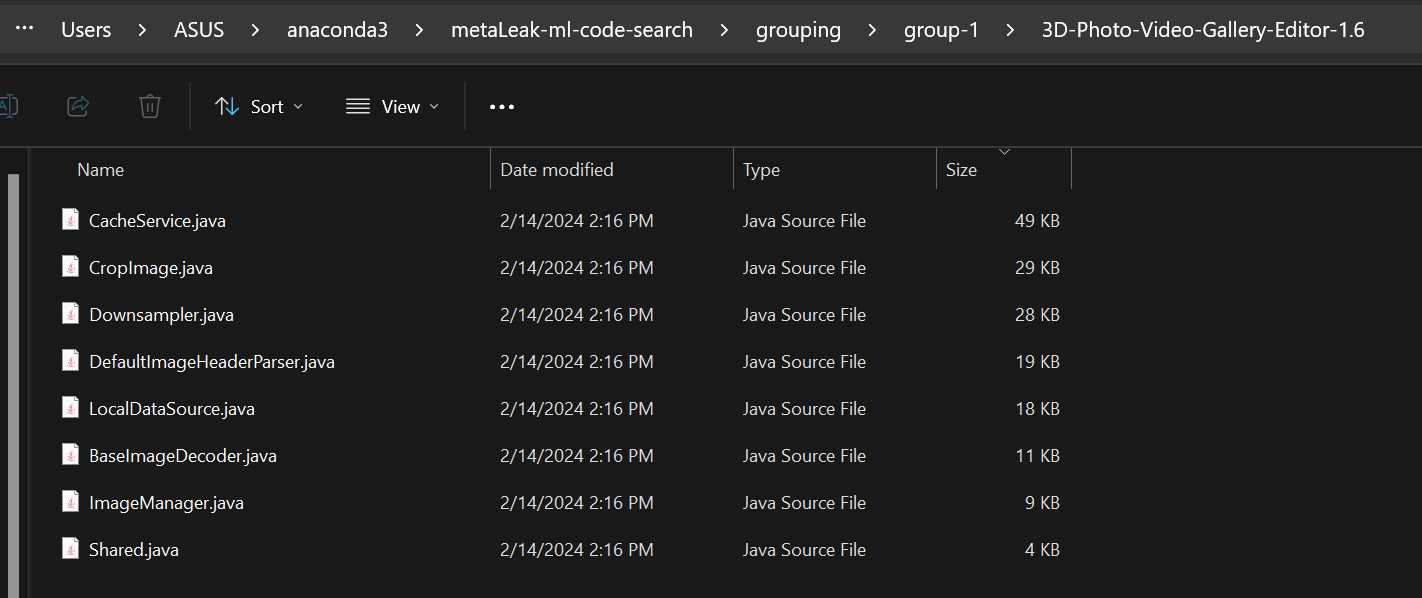 ··· Users > ASUS > anaconda3 > metaLeak-ml-code-search > grouping > group-1 > 3D-Photo-Video-Gallery-Editor-1.6
Sort View ···
Name Date modified Type Size
CacheService.java 2/14/2024 2:16 PM Java Source File 49 KB
CropImage.java 2/14/2024 2:16 PM Java Source File 29 KB
Downsampler.java 2/14/2024 2:16 PM Java Source File 28 KB
DefaultImageHeaderParser.java 2/14/2024 2:16 PM Java Source File 19 KB
LocalDataSource.java 2/14/2024 2:16 PM Java Source File 18 KB
BaseImageDecoder.java 2/14/2024 2:16 PM Java Source File 11 KB
ImageManager.java 2/14/2024 2:16 PM Java Source File 9 KB
Shared.java 2/14/2024 2:16 PM Java Source File 4 KB